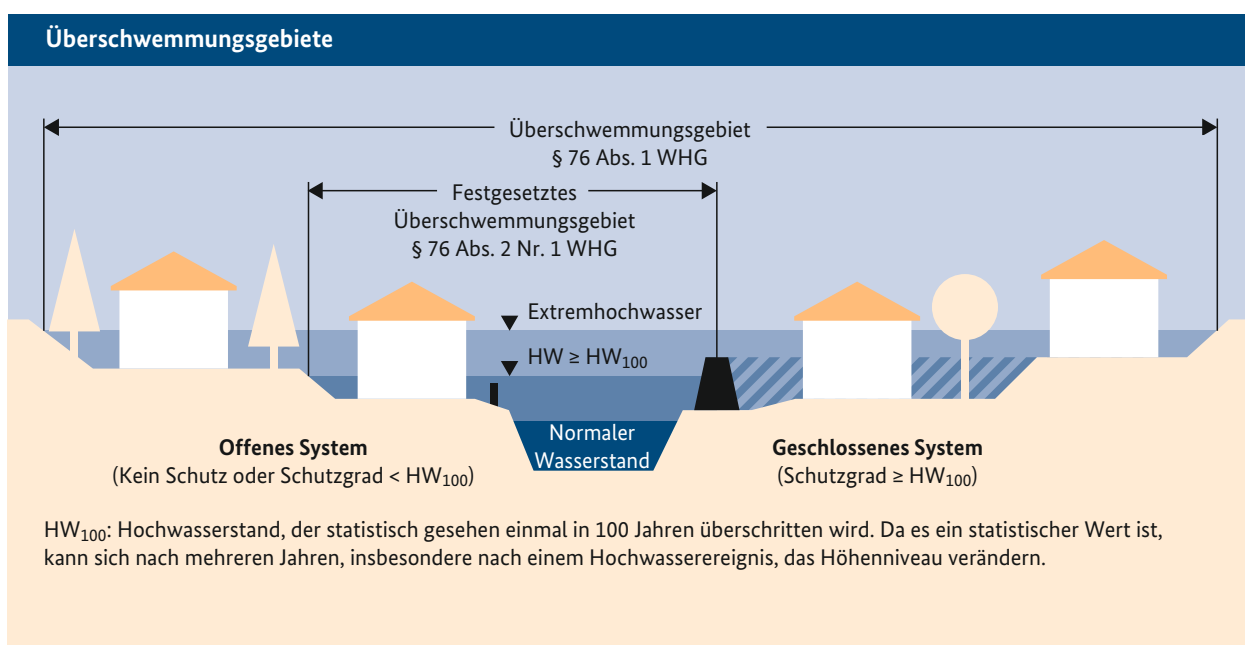 Überschwemmungsgebiete
Überschwemmungsgebiet
§ 76 Abs. 1 WHG
Festgesetztes
Überschwemmungsgebiet
§ 76 Abs. 2 Nr. 1 WHG
Extremhochwasser
HW ≥ HW₁₀₀
Normaler
Wasserstand
Offenes System
(Kein Schutz oder Schutzgrad < HW₁₀₀)
Geschlossenes System
(Schutzgrad ≥ HW₁₀₀)
HW₁₀₀: Hochwasserstand, der statistisch gesehen einmal in 100 Jahren überschritten wird. Da es ein statistischer Wert ist,
kann sich nach mehreren Jahren, insbesondere nach einem Hochwasserereignis, das Höhenniveau verändern.